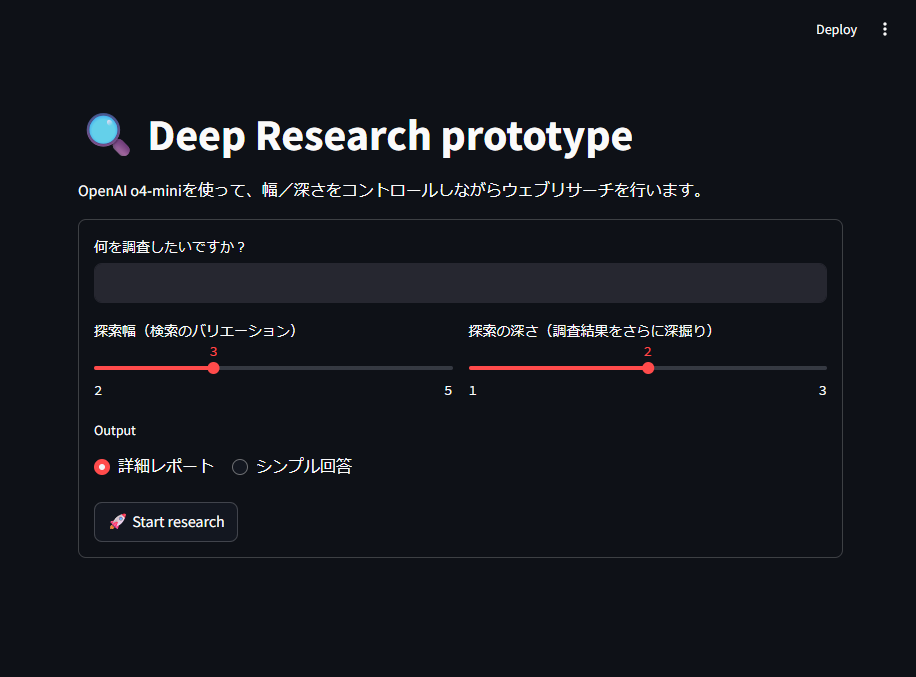 Deploy
Deep Research prototype
OpenAI o4-miniを使って、幅／深さをコントロールしながらウェブリサーチを行います。
何を調査したいですか？
探索幅（検索のバリエーション）
3
2 5
探索の深さ（調査結果をさらに深掘り）
2
1 3
Output
詳細レポート シンプル回答
Start research